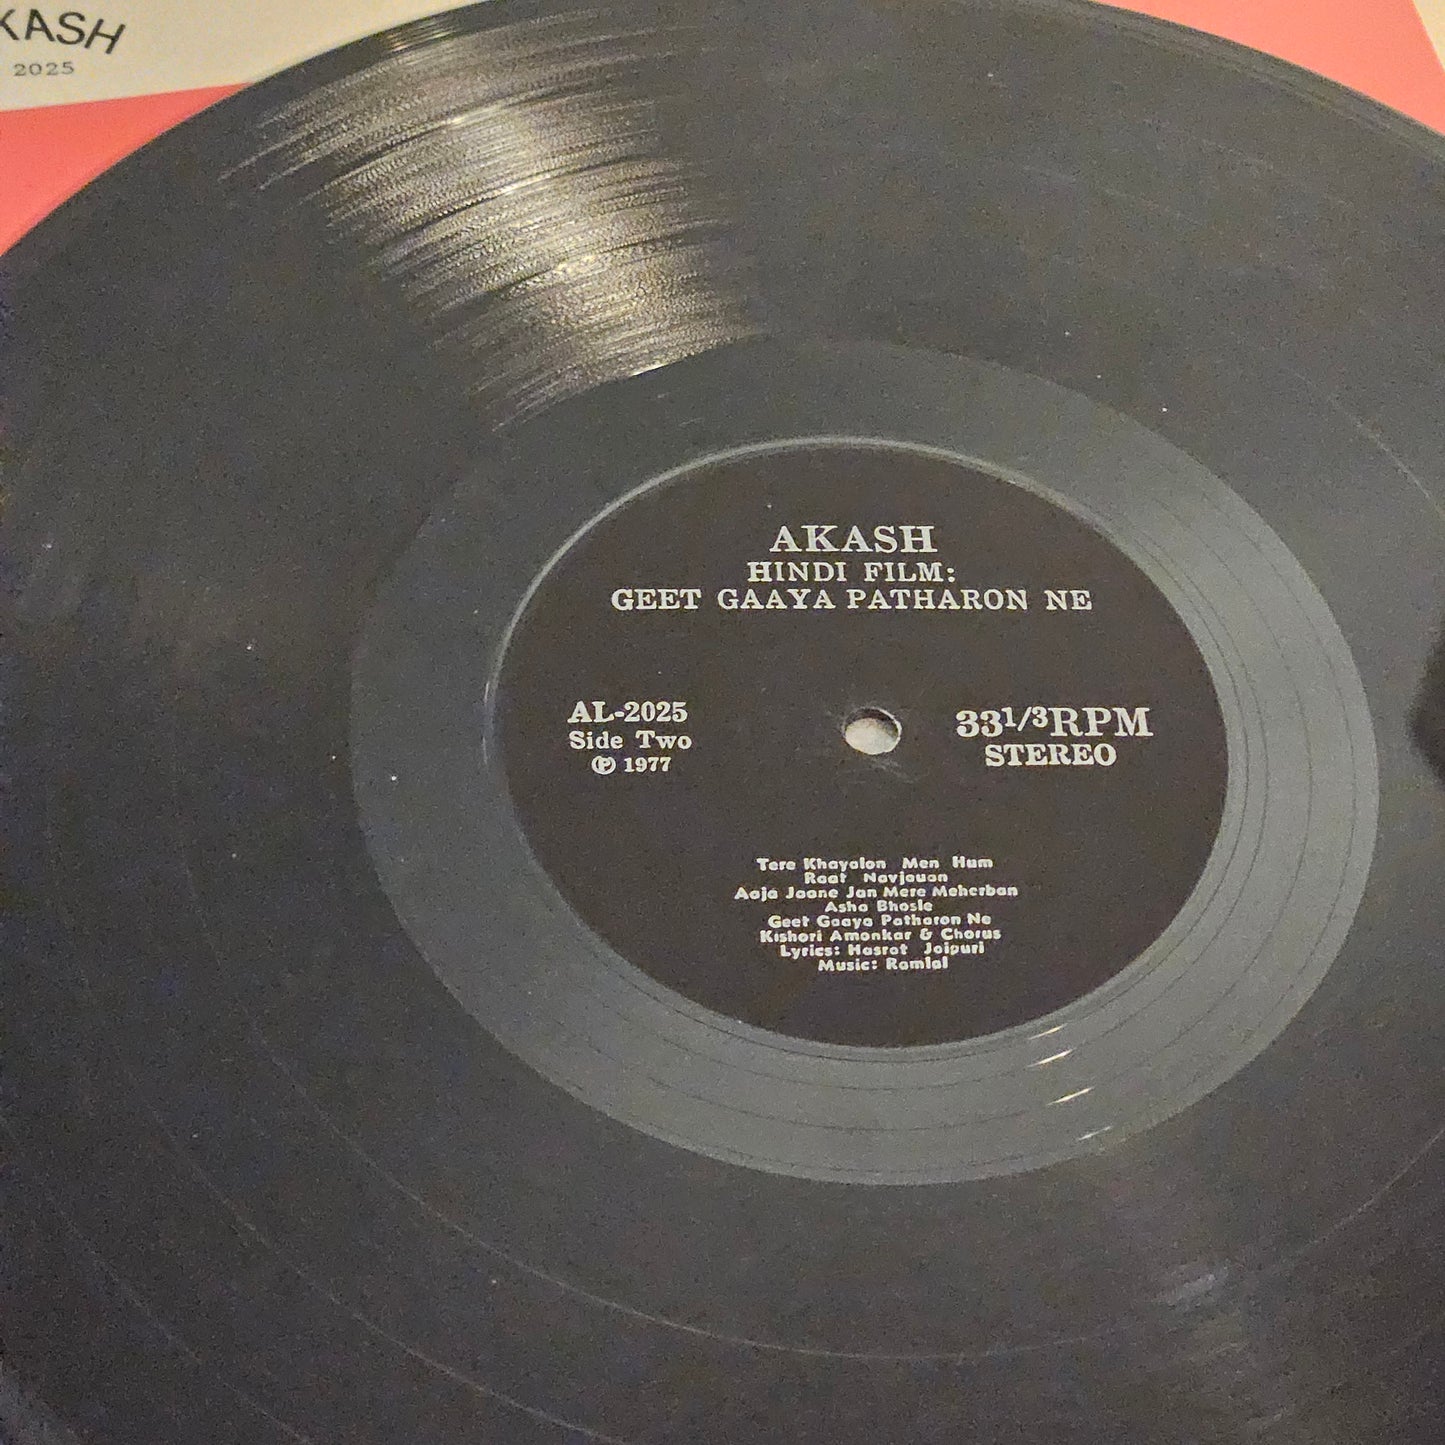 KASH
2025
AKASH
HINDI FILM:
GEET GAAYA PATHARON NE
AL-2025
Side Two
℗ 1977
33 1/3 RPM
STEREO
Tere Khayalon Men Hum
Raat Navjouan
Aaja Jaane Jan Mere Meherban
Asha Bhosle
Geet Gaaya Patharon Ne
Kishori Amonkar & Chorus
Lyrics: Hasrat Jaipuri
Music: Ramlal